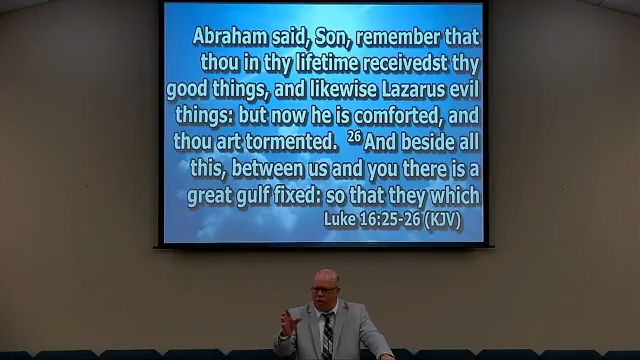 Abraham said, Son, remember that
thou in thy lifetime receivedst thy
good things, and likewise Lazarus evil
things: but now he is comforted, and
thou art tormented. 26 And beside all
this, between us and you there is a
great gulf fixed: so that they which
Luke 16:25-26 (KJV)